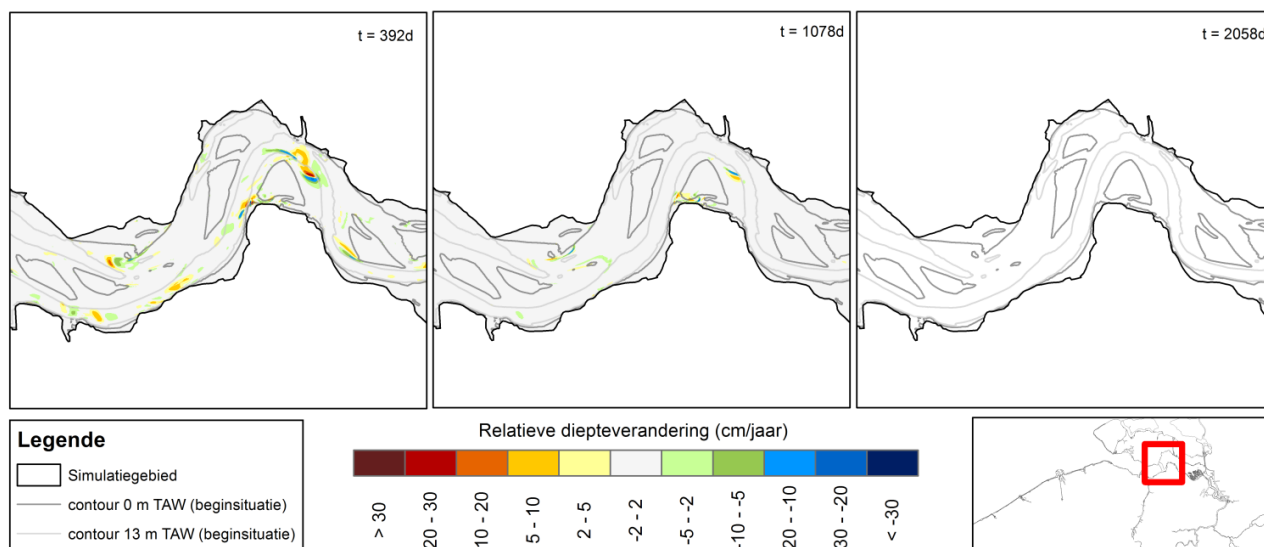 t = 392d
t = 1078d
t = 2058d
Legende
Simulatiegebied
contour 0 m TAW (beginsituatie)
contour 13 m TAW (beginsituatie)
Relatieve diepteverandering (cm/jaar)
> 30
20 - 30
10 - 20
5 - 10
2 - 5
-2 - 2
-5 - -2
-10 - -5
-20 - -10
-30 - -20
< -30